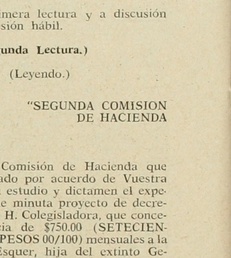 imera lectura y a discusión
sión hábil.
unda Lectura.)
(Leyendo.)
"SEGUNDA COMISION
DE HACIENDA
Comisión de Hacienda que
ado por acuerdo de Vuestra
estudio y dictamen el expe-
e minuta proyecto de decre-
H. Colegisladora, que conce-
cia de $750.00 (SETECIEN-
PESOS 00/100) mensuales a la
Esquer, hija del extinto Ge-